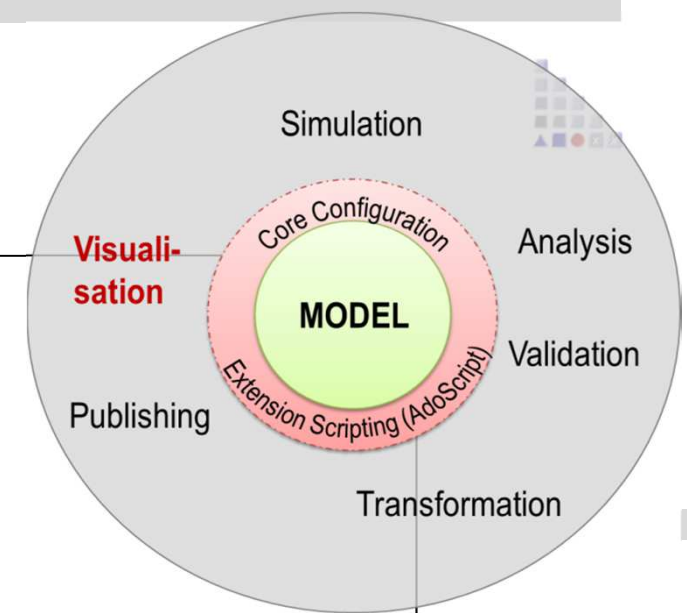 Simulation
Core Configuration
Visuali-
sation
Analysis
MODEL
Validation
Extension Scripting (AdoScript)
Publishing
Transformation